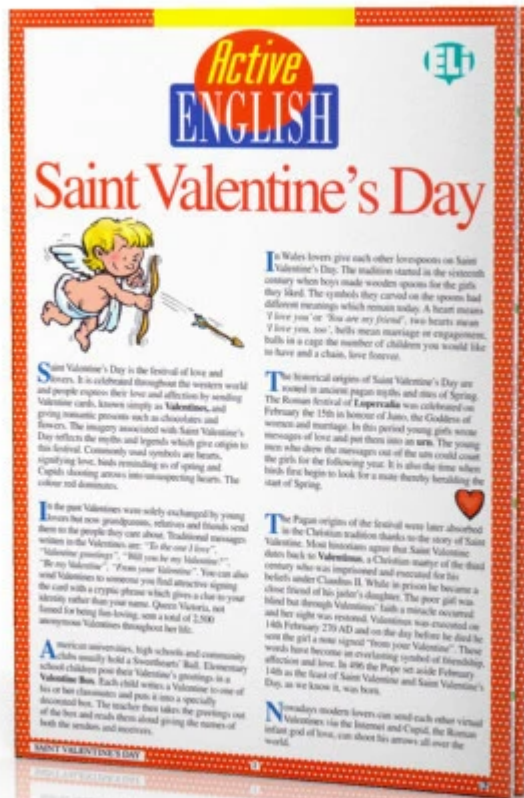 Active
ENGLISH
ELi
Saint Valentine's Day
Saint Valentine's Day is the festival of love and
lovers. It is celebrated throughout the western world
and people express their love and affection by sending
Valentine cards, known simply as Valentines, and
giving romantic presents such as chocolates and
flowers. The imagery associated with Saint Valentine's
Day reflects the myths and legends which give origin to
this festival. Commonly used symbols are hearts,
signifying love, birds reminding us of spring and
Cupids shooting arrows into unsuspecting hearts. The
colour red dominates.
In the past Valentines were solely exchanged by young
lovers but now grandparents, relatives and friends send
them to the people they care about. Traditional messages
written in the Valentines are: "To the one I love",
"Valentine greetings", "Will you be my Valentine?",
"Be my Valentine", "From your Valentine". You can also
send Valentines to someone you find attractive signing
the card with a cryptic phrase which gives a clue to your
identity rather than your name. Queen Victoria, not
famed for being fun-loving, sent a total of 2,500
anonymous Valentines throughout her life.
American universities, high schools and community
clubs usually hold a Sweethearts' Ball. Elementary
school children post their Valentine's greetings in a
Valentine Box. Each child writes a Valentine to one of
his or her classmates and puts it into a specially
decorated box. The teacher then takes the greetings out
of the box and reads them aloud giving the names of
both the senders and receivers.
In Wales lovers give each other lovespoons on Saint
Valentine's Day. The tradition started in the sixteenth
century when boys made wooden spoons for the girls
they liked. The symbols they carved on the spoons had
different meanings which remain today. A heart means
'I love you' or 'You are my friend', two hearts mean
'I love you, too', bells mean marriage or engagement,
balls in a cage the number of children you would like
to have and a chain, love forever.
The historical origins of Saint Valentine's Day are
rooted in ancient pagan myths and rites of Spring.
The Roman festival of Lupercalia was celebrated on
February the 15th in honour of Juno, the Goddess of
women and marriage. In this period young girls wrote
messages of love and put them into an urn. The young
men who drew the messages out of the urn could court
the girls for the following year. It is also the time when
birds first begin to look for a mate thereby heralding the
start of Spring.
The Pagan origins of the festival were later absorbed
in the Christian tradition thanks to the story of Saint
Valentine. Most historians agree that Saint Valentine
dates back to Valentinus, a Christian martyr of the third
century who was imprisoned and executed for his
beliefs under Claudius II. While in prison he became a
close friend of his jailer's daughter. The poor girl was
blind but through Valentinus' faith a miracle occurred
and her sight was restored. Valentinus was executed on
14th February 270 AD and on the day before he died he
sent the girl a note signed "from your Valentine". These
words have become an everlasting symbol of friendship,
affection and love. In 496 the Pope set aside February
14th as the feast of Saint Valentine and Saint Valentine's
Day, as we know it, was born.
Nowadays modern lovers can send each other virtual
Valentines via the Internet and Cupid, the Roman
infant god of love, can shoot his arrows all over the
world.
SAINT VALENTINE'S DAY